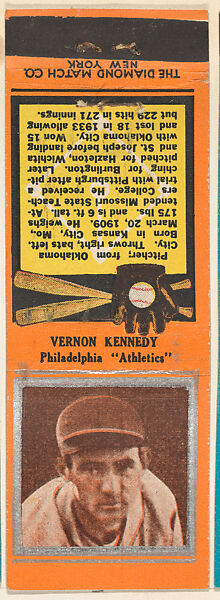 THE DIAMOND MATCH CO.
NEW YORK
Pitcher: from Oklahoma
City. Throws right, bats left.
Born Kansas City, Mo.,
March 20, 1909. He weighs
175 lbs. and is 6 ft. tall. At-
tended Missouri State Teach-
ers College. He received a
trial with Pittsburgh after pit-
ching for Burlington. Later
pitched for Hazleton, Wichita,
St. and Joseph before landing
with Oklahoma City. Won 15
and lost 18 in 1933 allowing
but 229 hits in 271 innings.
VERNON KENNEDY
Philadelphia "Athletics"